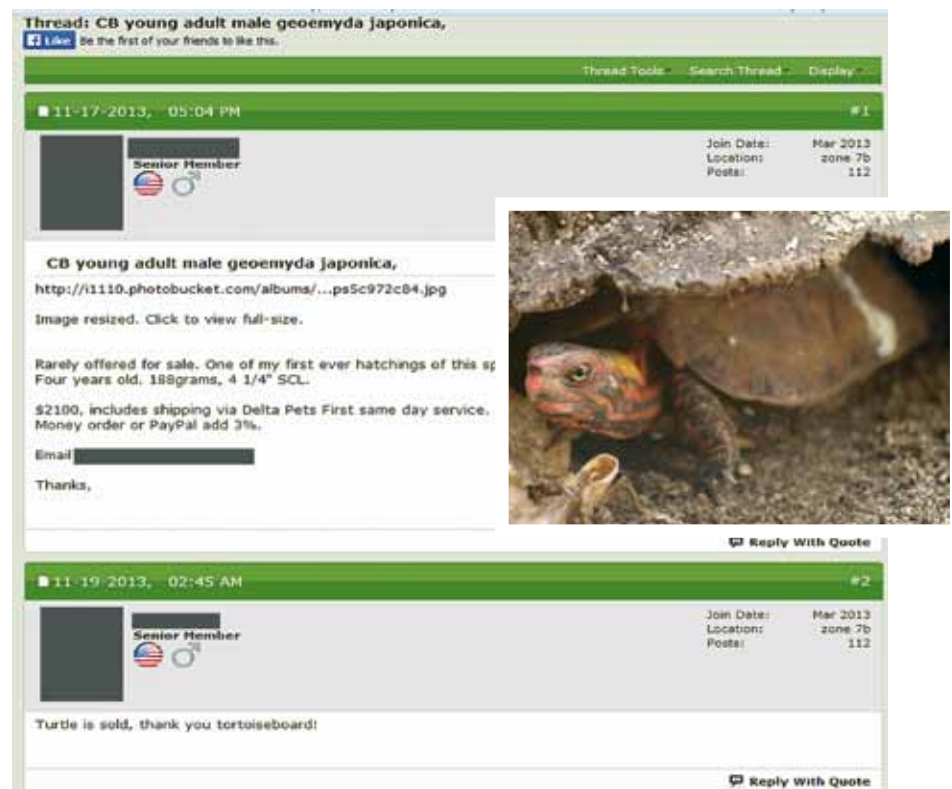 Thread: CB young adult male geoemyda japonica,
Like Be the first of your friends to like this.
Thread Tools Search Thread Display
11-17-2013, 05:04 PM #1
Senior Member
Join Date: Mar 2013
Location: zone 7b
Posts: 112
CB young adult male geoemyda japonica,
http://i1110.photobucket.com/albums/...ps5c972c84.jpg
Image resized. Click to view full-size.
Rarely offered for sale. One of my first ever hatchings of this
Four years old. 188grams, 4 1/4" SCL.
$2100, includes shipping via Delta Pets First same day service.
Money order or PayPal add 3%.
Email
Thanks,
Reply With Quote
11-19-2013, 02:45 AM #2
Senior Member
Join Date: Mar 2013
Location: zone 7b
Posts: 112
Turtle is sold, thank you tortoiseboard!
Reply With Quote